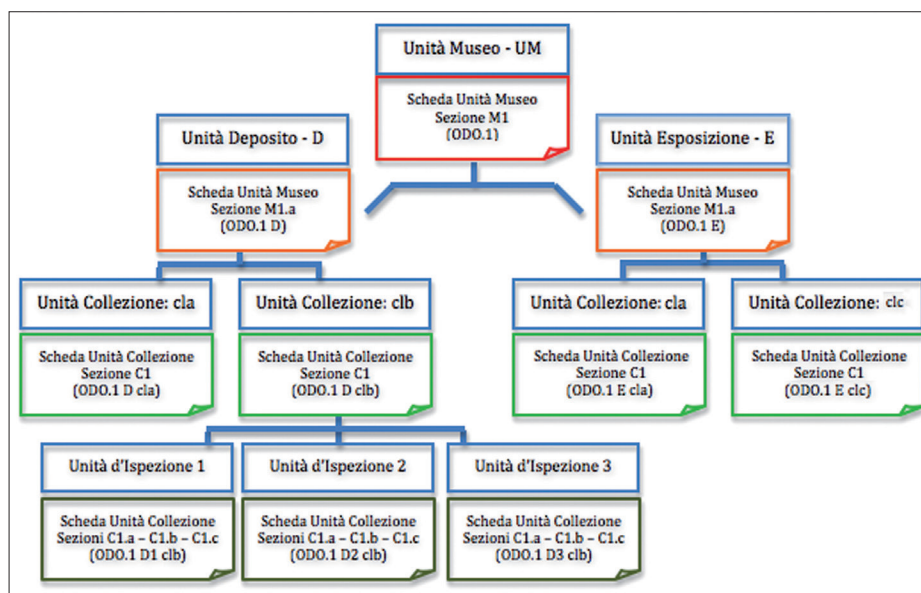 Unità Museo - UM
Scheda Unità Museo
Sezione M1
(ODO.1)
Unità Deposito - D
Scheda Unità Museo
Sezione M1.a
(ODO.1 D)
Unità Esposizione - E
Scheda Unità Museo
Sezione M1.a
(ODO.1 E)
Unità Collezione: cla
Scheda Unità Collezione
Sezione C1
(ODO.1 D cla)
Unità Collezione: clb
Scheda Unità Collezione
Sezione C1
(ODO.1 D clb)
Unità Collezione: cla
Scheda Unità Collezione
Sezione C1
(ODO.1 E cla)
Unità Collezione: clc
Scheda Unità Collezione
Sezione C1
(ODO.1 E clc)
Unità d'Ispezione 1
Scheda Unità Collezione
Sezioni C1.a – C1.b – C1.c
(ODO.1 D1 clb)
Unità d'Ispezione 2
Scheda Unità Collezione
Sezioni C1.a – C1.b – C1.c
(ODO.1 D2 clb)
Unità d'Ispezione 3
Scheda Unità Collezione
Sezioni C1.a – C1.b – C1.c
(ODO.1 D3 clb)